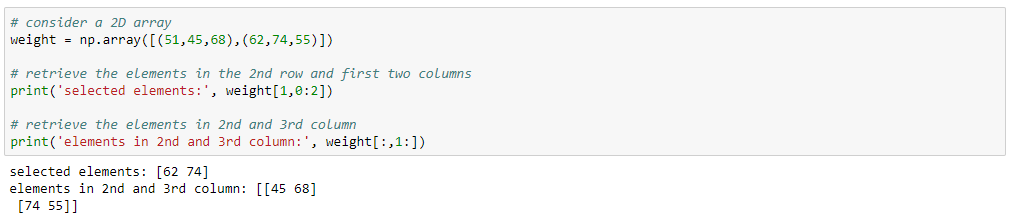 # consider a 2D array
weight = np.array([(51,45,68),(62,74,55)])
# retrieve the elements in the 2nd row and first two columns
print('selected elements:', weight[1,0:2])
# retrieve the elements in 2nd and 3rd column
print('elements in 2nd and 3rd column:', weight[:,1:])
selected elements: [62 74]
elements in 2nd and 3rd column: [[45 68]
 [74 55]]